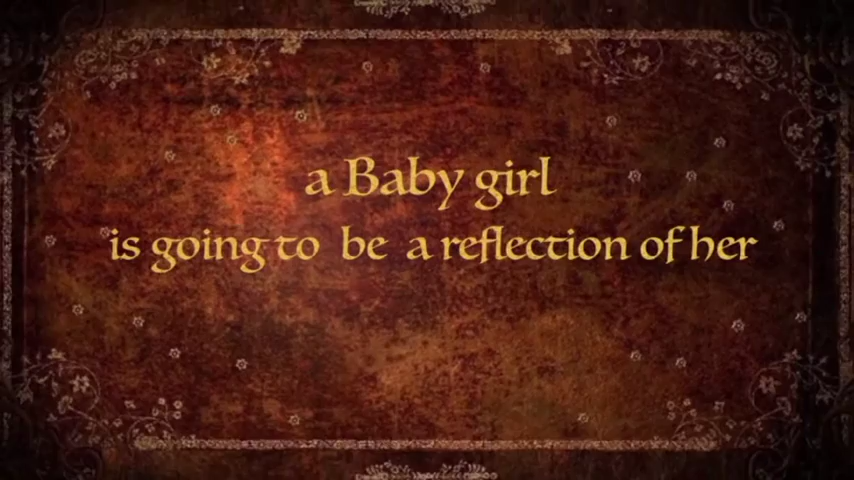 a Baby girl
is going to be a reflection of her